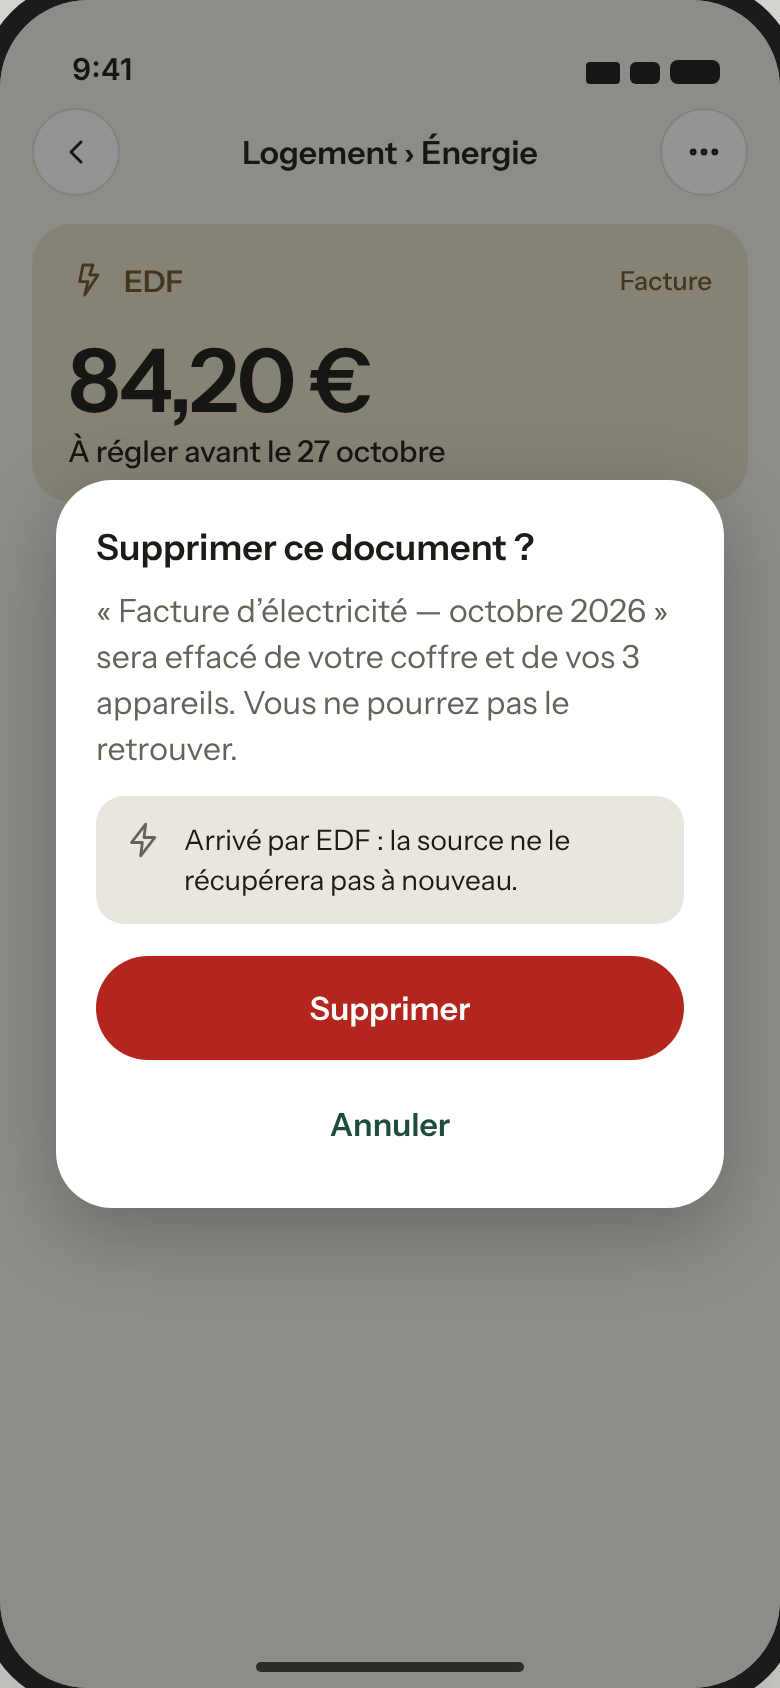 9:41
Logement › Énergie
EDF
Facture
84,20 €
À régler avant le 27 octobre
Supprimer ce document ?
« Facture d’électricité — octobre 2026 »
sera effacé de votre coffre et de vos 3
appareils. Vous ne pourrez pas le
retrouver.
Arrivé par EDF : la source ne le
récupérera pas à nouveau.
Supprimer
Annuler